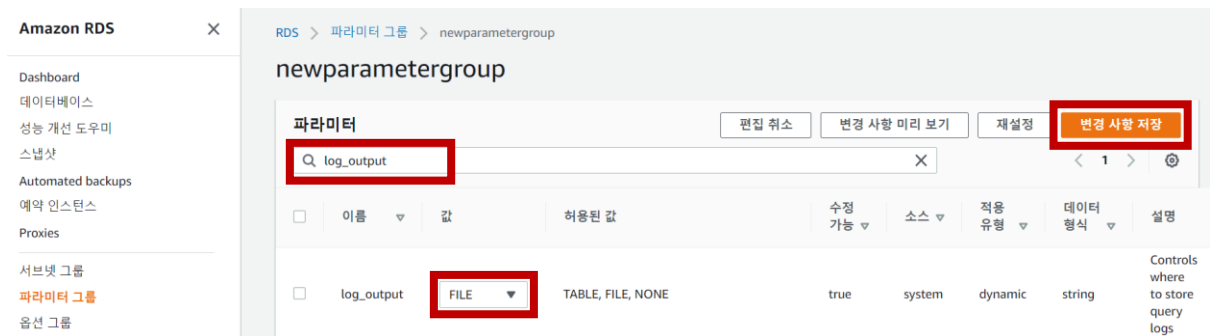 Amazon RDS
Dashboard
데이터베이스
성능 개선 도우미
스냅샷
Automated backups
예약 인스턴스
Proxies
서브넷 그룹
파라미터 그룹
옵션 그룹
RDS > 파라미터 그룹 > newparametergroup
newparametergroup
파라미터 편집 취소 변경 사항 미리 보기 재설정 변경 사항 저장
log_output 1
이름 값 허용된 값 수정 가능 소스 적용 유형 데이터 형식 설명
log_output FILE TABLE, FILE, NONE true system dynamic string Controls
where
to store
query
logs